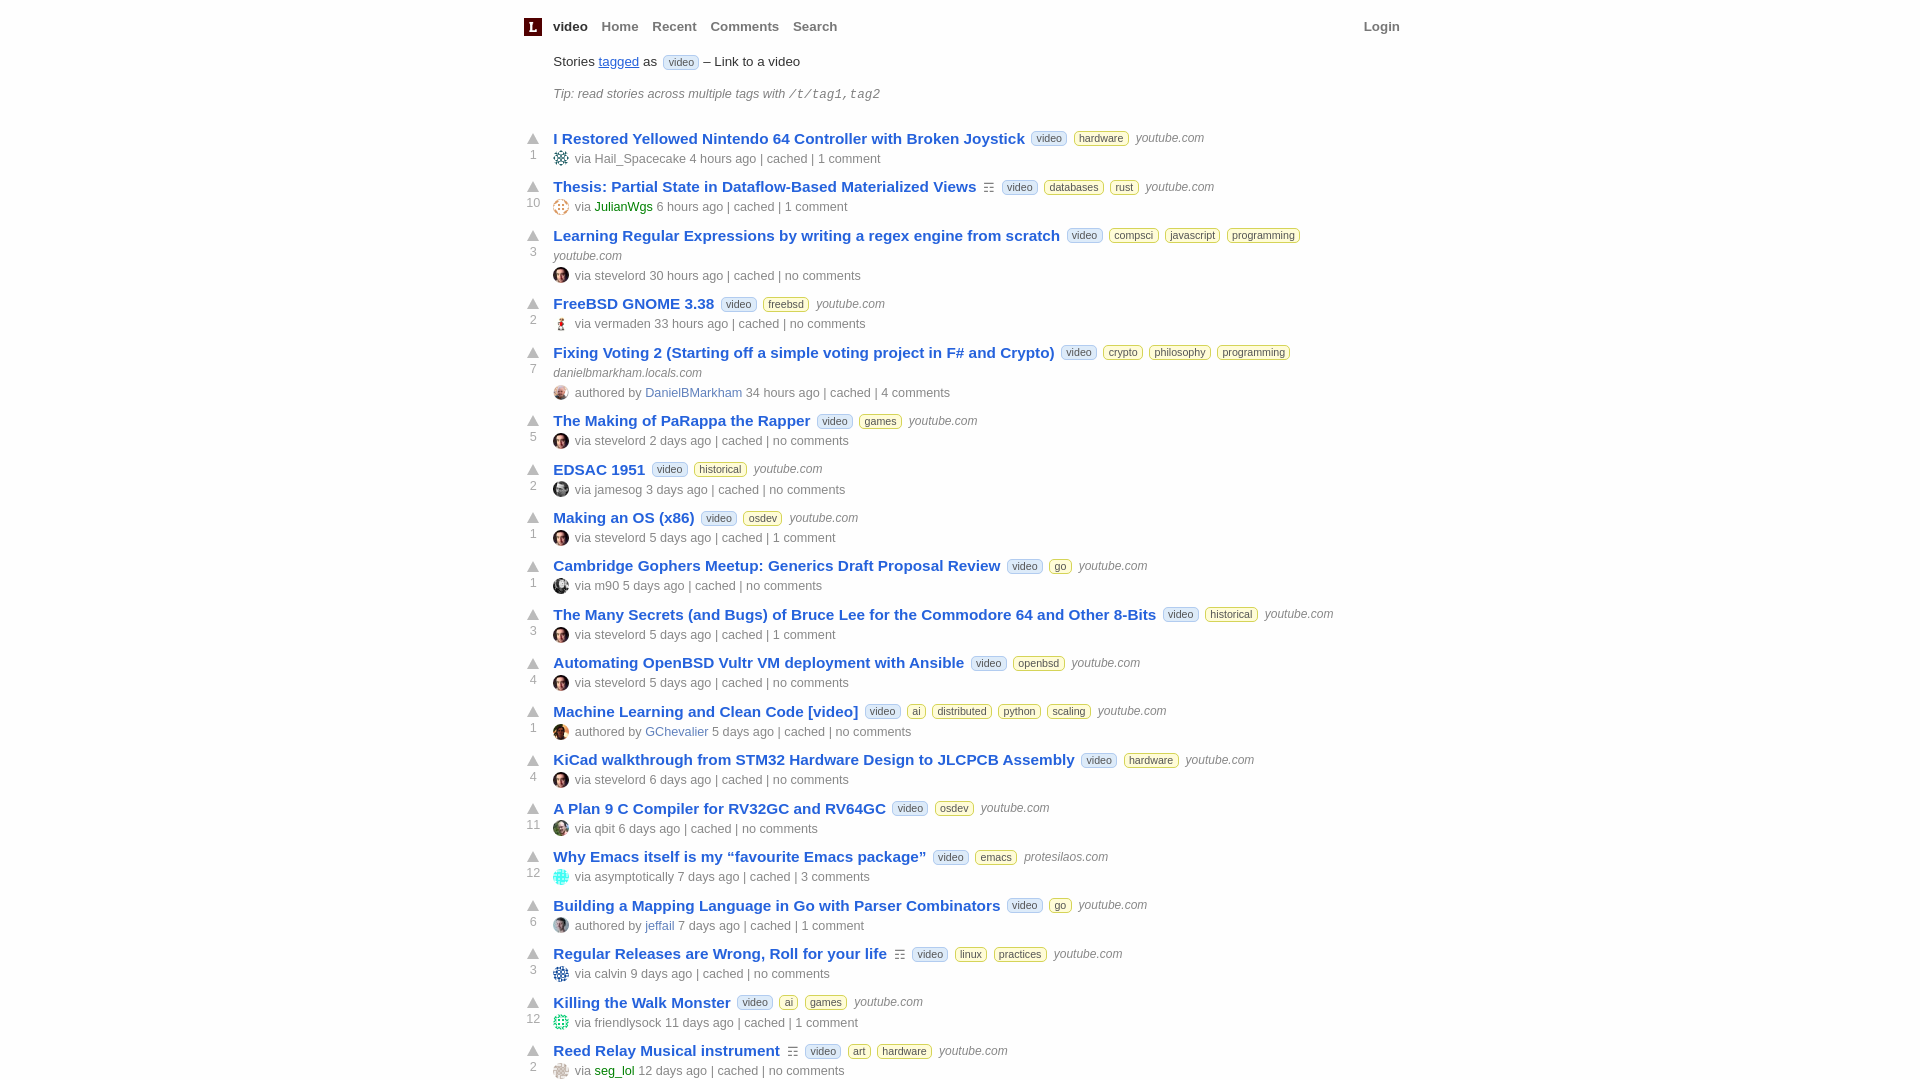 L video Home Recent Comments Search Login
Stories tagged as video – Link to a video
Tip: read stories across multiple tags with /t/tag1,tag2
I Restored Yellowed Nintendo 64 Controller with Broken Joystick video hardware youtube.com
1 via Hail_Spacecake 4 hours ago | cached | 1 comment
Thesis: Partial State in Dataflow-Based Materialized Views ☶ video databases rust youtube.com
10 via JulianWgs 6 hours ago | cached | 1 comment
Learning Regular Expressions by writing a regex engine from scratch video compsci javascript programming
3 youtube.com
via stevelord 30 hours ago | cached | no comments
FreeBSD GNOME 3.38 video freebsd youtube.com
2 via vermaden 33 hours ago | cached | no comments
Fixing Voting 2 (Starting off a simple voting project in F# and Crypto) video crypto philosophy programming
7 danielbmarkham.locals.com
authored by DanielBMarkham 34 hours ago | cached | 4 comments
The Making of PaRappa the Rapper video games youtube.com
5 via stevelord 2 days ago | cached | no comments
EDSAC 1951 video historical youtube.com
2 via jamesog 3 days ago | cached | no comments
Making an OS (x86) video osdev youtube.com
1 via stevelord 5 days ago | cached | 1 comment
Cambridge Gophers Meetup: Generics Draft Proposal Review video go youtube.com
1 via m90 5 days ago | cached | no comments
The Many Secrets (and Bugs) of Bruce Lee for the Commodore 64 and Other 8-Bits video historical youtube.com
3 via stevelord 5 days ago | cached | 1 comment
Automating OpenBSD Vultr VM deployment with Ansible video openbsd youtube.com
4 via stevelord 5 days ago | cached | no comments
Machine Learning and Clean Code [video] video ai distributed python scaling youtube.com
1 authored by GChevalier 5 days ago | cached | no comments
KiCad walkthrough from STM32 Hardware Design to JLCPCB Assembly video hardware youtube.com
4 via stevelord 6 days ago | cached | no comments
A Plan 9 C Compiler for RV32GC and RV64GC video osdev youtube.com
11 via qbit 6 days ago | cached | no comments
Why Emacs itself is my “favourite Emacs package” video emacs protesilaos.com
12 via asymptotically 7 days ago | cached | 3 comments
Building a Mapping Language in Go with Parser Combinators video go youtube.com
6 authored by jeffail 7 days ago | cached | 1 comment
Regular Releases are Wrong, Roll for your life ☶ video linux practices youtube.com
3 via calvin 9 days ago | cached | no comments
Killing the Walk Monster video ai games youtube.com
12 via friendlysock 11 days ago | cached | 1 comment
Reed Relay Musical instrument ☶ video art hardware youtube.com
2 via seg_lol 12 days ago | cached | no comments